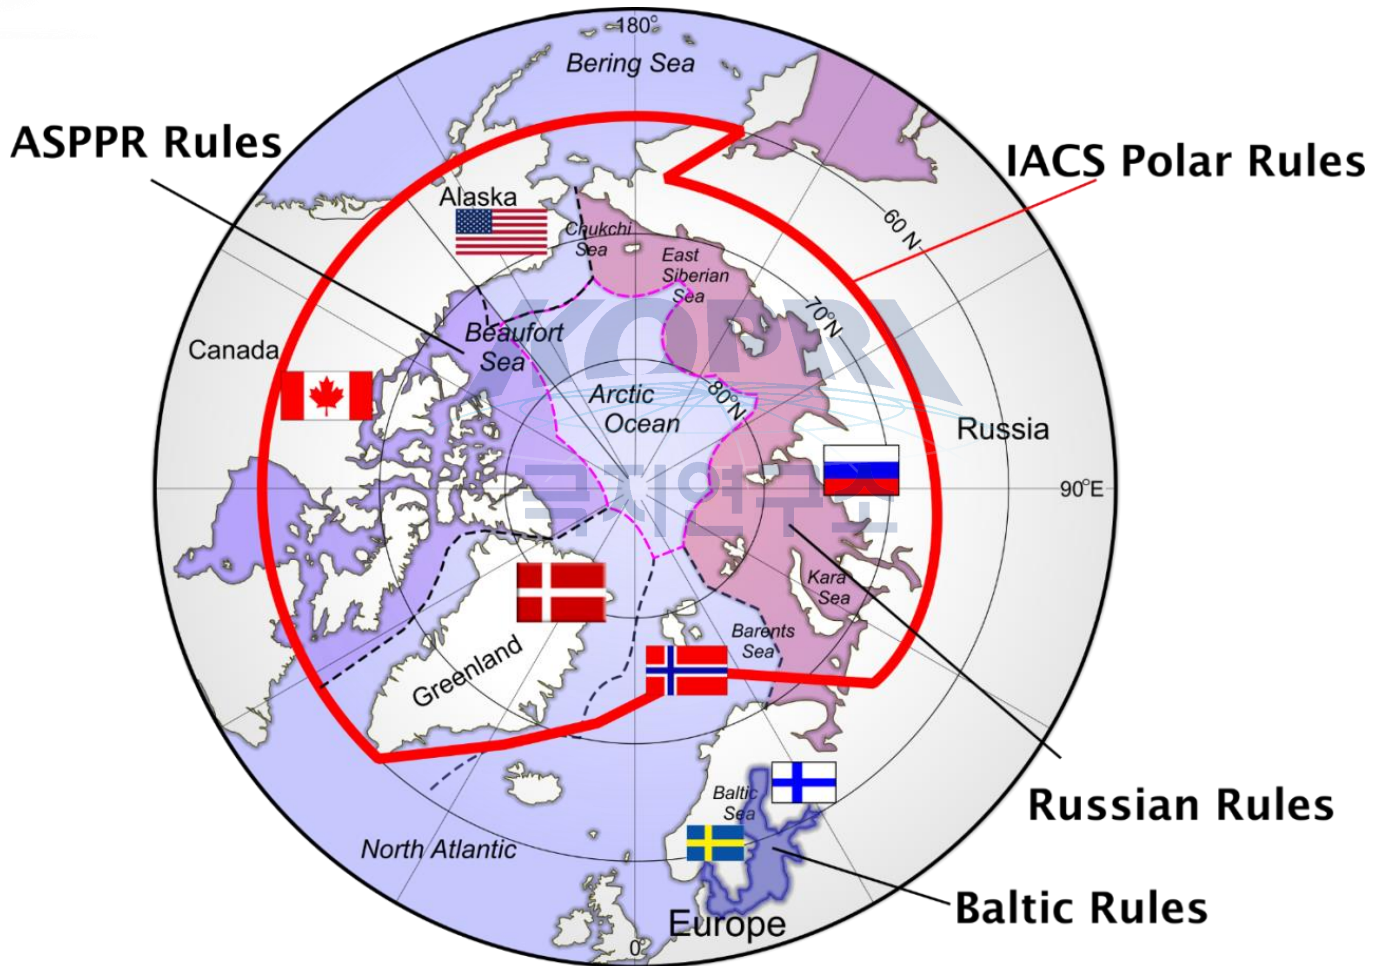 180°
Bering Sea
ASPPR Rules
IACS Polar Rules
Alaska
60 N
Chukchi
Sea
East
Siberian
Sea
70°N
Beaufort
Sea
Canada
KOPRI
80°N
Arctic
Ocean
Russia
극지연구소
90°E
Kara
Sea
Barents
Sea
Greenland
Baltic
Sea
Russian Rules
North Atlantic
Baltic Rules
Europe
0°